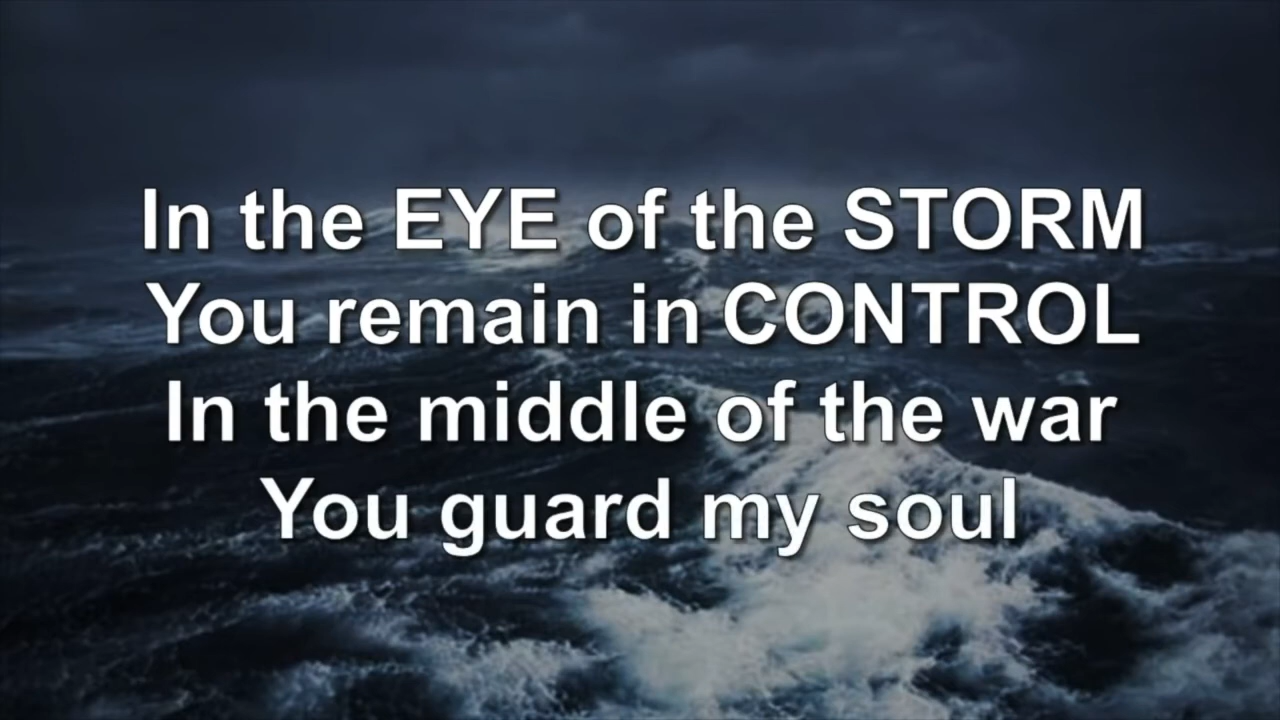 In the EYE of the STORM
You remain in CONTROL
In the middle of the war
You guard my soul